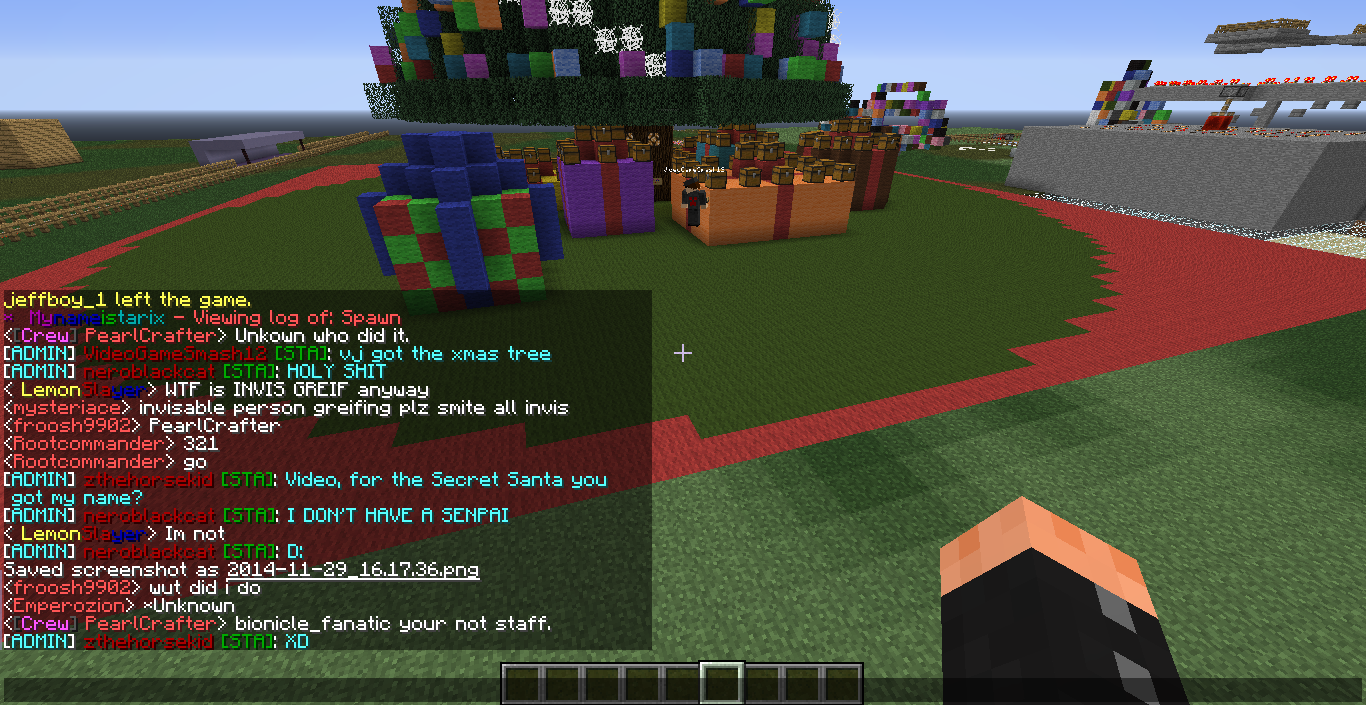 VideoGameSmash12
jeffboy_1 left the game.
× Mynameistarix - Viewing log of: Spawn
<[Crew] PearlCrafter> Unkown who did it.
[ADMIN] VideoGameSmash12 [STA]: vj got the xmas tree
[ADMIN] neroblackcat [STA]: HOLY SHIT
< LemonSlayer> WTF is INVIS GREIF anyway
<mysteriace> invisable person greifing plz smite all invis
<froosh9902> PearlCrafter
<Rootcommander> 321
<Rootcommander> go
[ADMIN] zthehorsekid [STA]: Video, for the Secret Santa you
got my name?
[ADMIN] neroblackcat [STA]: I DON'T HAVE A SENPAI
< LemonSlayer> Im not
[ADMIN] neroblackcat [STA]: D:
Saved screenshot as 2014-11-29_16.17.36.png
<froosh9902> wut did i do
<Emperozion> *Unknown
<[Crew] PearlCrafter> bionicle_fanatic your not staff.
[ADMIN] zthehorsekid [STA]: XD